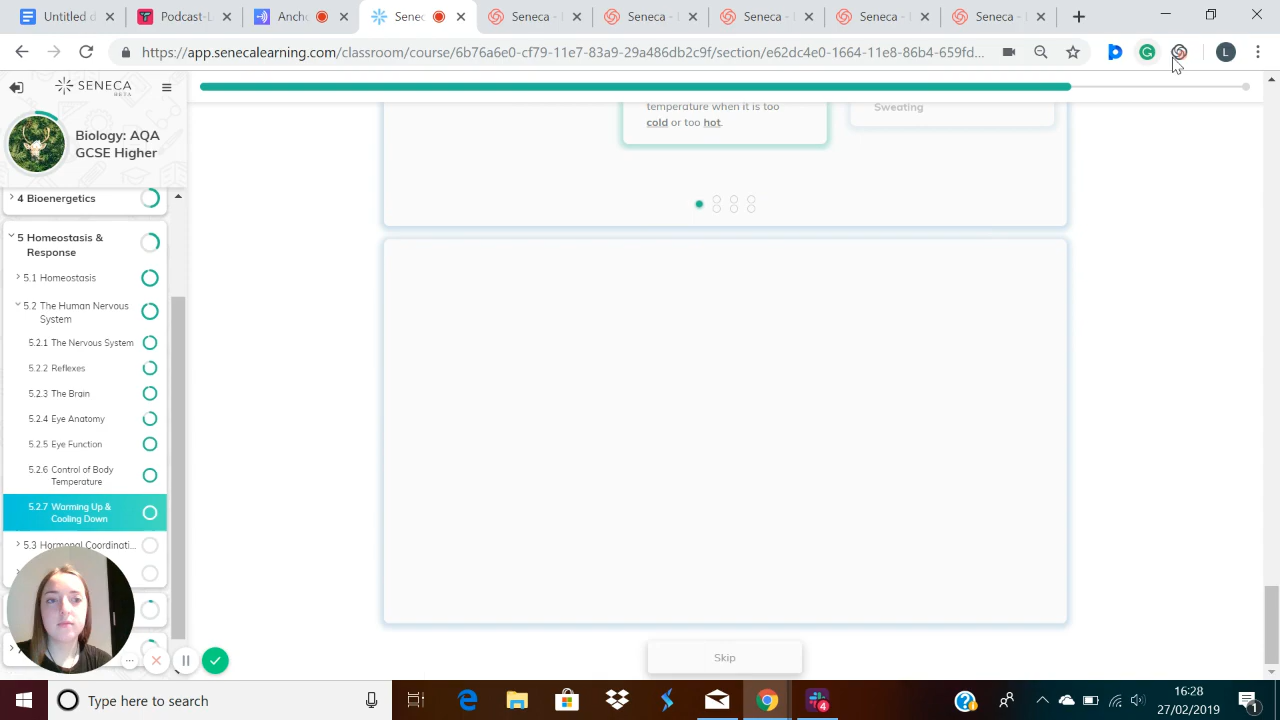 Untitled
Podcast-L
Ancho
Senec
Seneca -
Seneca -
Seneca -
Seneca -
Seneca -
https://app.senecalearning.com/classroom/course/6b76a6e0-cf79-11e7-83a9-29a486db2c9f/section/e62dc4e0-1664-11e8-86b4-659fd...
L
SENECA
BETA
Biology: AQA
GCSE Higher
4 Bioenergetics
5 Homeostasis &
Response
5.1 Homeostasis
5.2 The Human Nervous
System
5.2.1 The Nervous System
5.2.2 Reflexes
5.2.3 The Brain
5.2.4 Eye Anatomy
5.2.5 Eye Function
5.2.6 Control of Body
Temperature
5.2.7 Warming Up &
Cooling Down
5.3 Hormonal Coordinati...
temperature when it is too
cold or too hot.
Sweating
Skip
Type here to search
4
16:28
27/02/2019
1